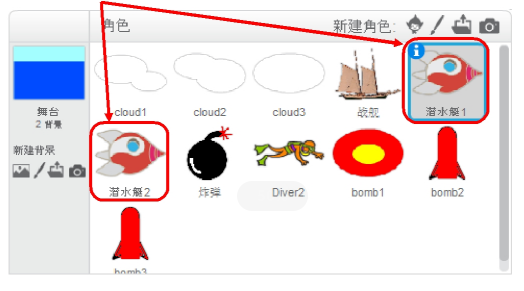 角色 新建角色:
cloud1 cloud2 cloud3 战舰 潜水艇1
舞台
2 背景
新建背景
潜水艇2 炸弹 Diver2 bomb1 bomb2
bomb3